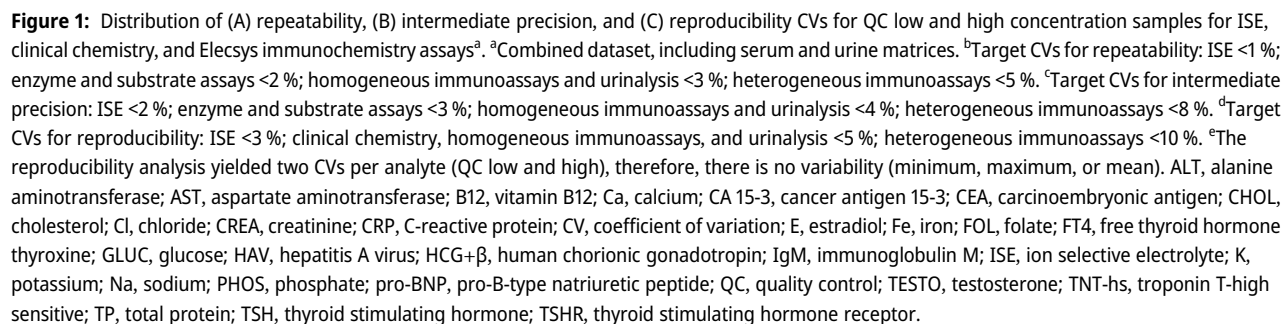 Figure 1: Distribution of (A) repeatability, (B) intermediate precision, and (C) reproducibility CVs for QC low and high concentration samples for ISE,
clinical chemistry, and Elecsys immunochemistry assaysᵃ. ᵃCombined dataset, including serum and urine matrices. ᵇTarget CVs for repeatability: ISE <1 %;
enzyme and substrate assays <2 %; homogeneous immunoassays and urinalysis <3 %; heterogeneous immunoassays <5 %. ᶜTarget CVs for intermediate
precision: ISE <2 %; enzyme and substrate assays <3 %; homogeneous immunoassays and urinalysis <4 %; heterogeneous immunoassays <8 %. ᵈTarget
CVs for reproducibility: ISE <3 %; clinical chemistry, homogeneous immunoassays, and urinalysis <5 %; heterogeneous immunoassays <10 %. ᵉThe
reproducibility analysis yielded two CVs per analyte (QC low and high), therefore, there is no variability (minimum, maximum, or mean). ALT, alanine
aminotransferase; AST, aspartate aminotransferase; B12, vitamin B12; Ca, calcium; CA 15-3, cancer antigen 15-3; CEA, carcinoembryonic antigen; CHOL,
cholesterol; Cl, chloride; CREA, creatinine; CRP, C-reactive protein; CV, coefficient of variation; E, estradiol; Fe, iron; FOL, folate; FT4, free thyroid hormone
thyroxine; GLUC, glucose; HAV, hepatitis A virus; HCG+β, human chorionic gonadotropin; IgM, immunoglobulin M; ISE, ion selective electrolyte; K,
potassium; Na, sodium; PHOS, phosphate; pro-BNP, pro-B-type natriuretic peptide; QC, quality control; TESTO, testosterone; TNT-hs, troponin T-high
sensitive; TP, total protein; TSH, thyroid stimulating hormone; TSHR, thyroid stimulating hormone receptor.